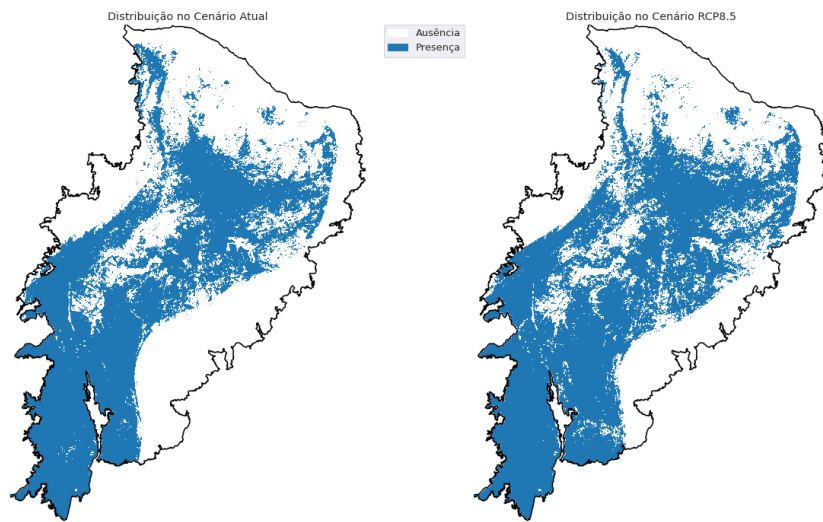 Distribuição no Cenário Atual
Ausência
Presença
Distribuição no Cenário RCP8.5